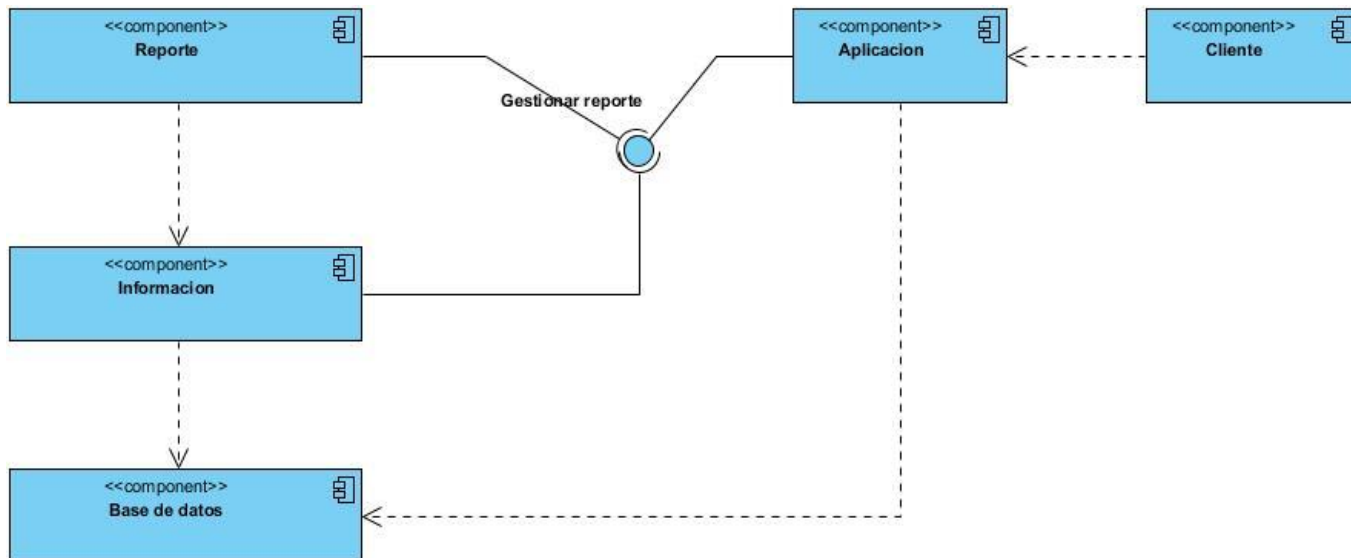 <<component>>
Reporte
<<component>>
Aplicacion
<<component>>
Cliente
Gestionar reporte
<<component>>
Informacion
<<component>>
Base de datos